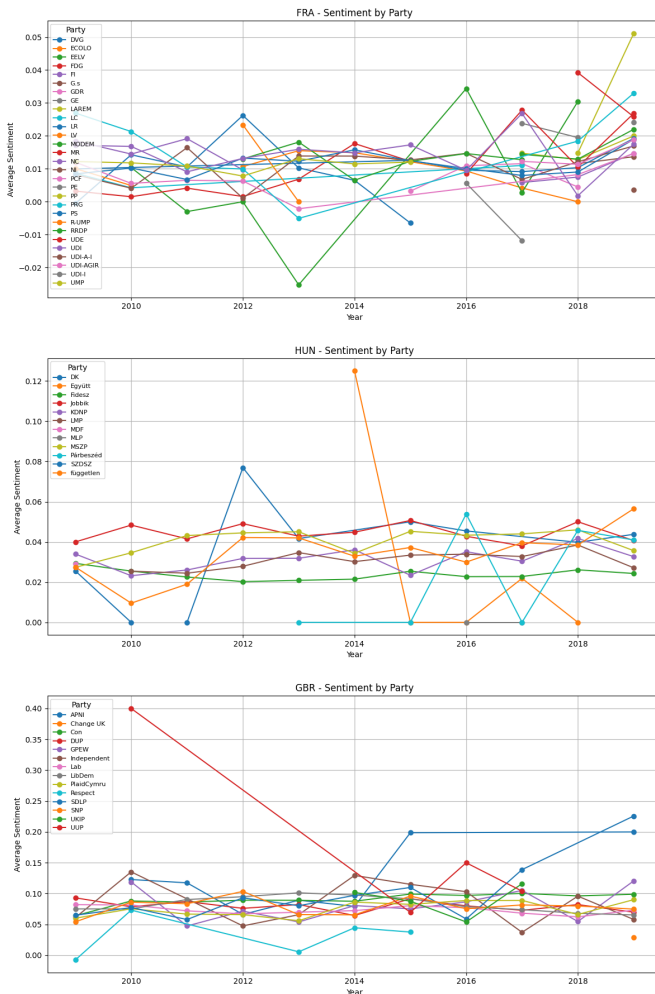 FRA - Sentiment by Party
Party
DVG
ECOLO
EELV
FDG
FI
G.s
GDR
GE
LAREM
LC
LR
LV
MODEM
MR
NC
PCF
PE
PP
PRG
PS
R-UMP
RRDP
UDE
UDI
UDI-A-I
UDI-AGIR
UDI-I
UMP
0.05
0.04
0.03
0.02
0.01
0.00
−0.01
−0.02
Average Sentiment
2010
2012
2014
2016
2018
Year
HUN - Sentiment by Party
Party
DK
Együtt
Fidesz
Jobbik
KDNP
LMP
MDF
MLP
MSZP
Párbeszéd
SZDSZ
független
0.12
0.10
0.08
0.06
0.04
0.02
0.00
Average Sentiment
2010
2012
2014
2016
2018
Year
GBR - Sentiment by Party
Party
APNI
Change UK
Con
DUP
GPEW
Independent
Lab
LibDem
PlaidCymru
Respect
SDLP
SNP
UKIP
UUP
0.40
0.35
0.30
0.25
0.20
0.15
0.10
0.05
0.00
Average Sentiment
2010
2012
2014
2016
2018
Year